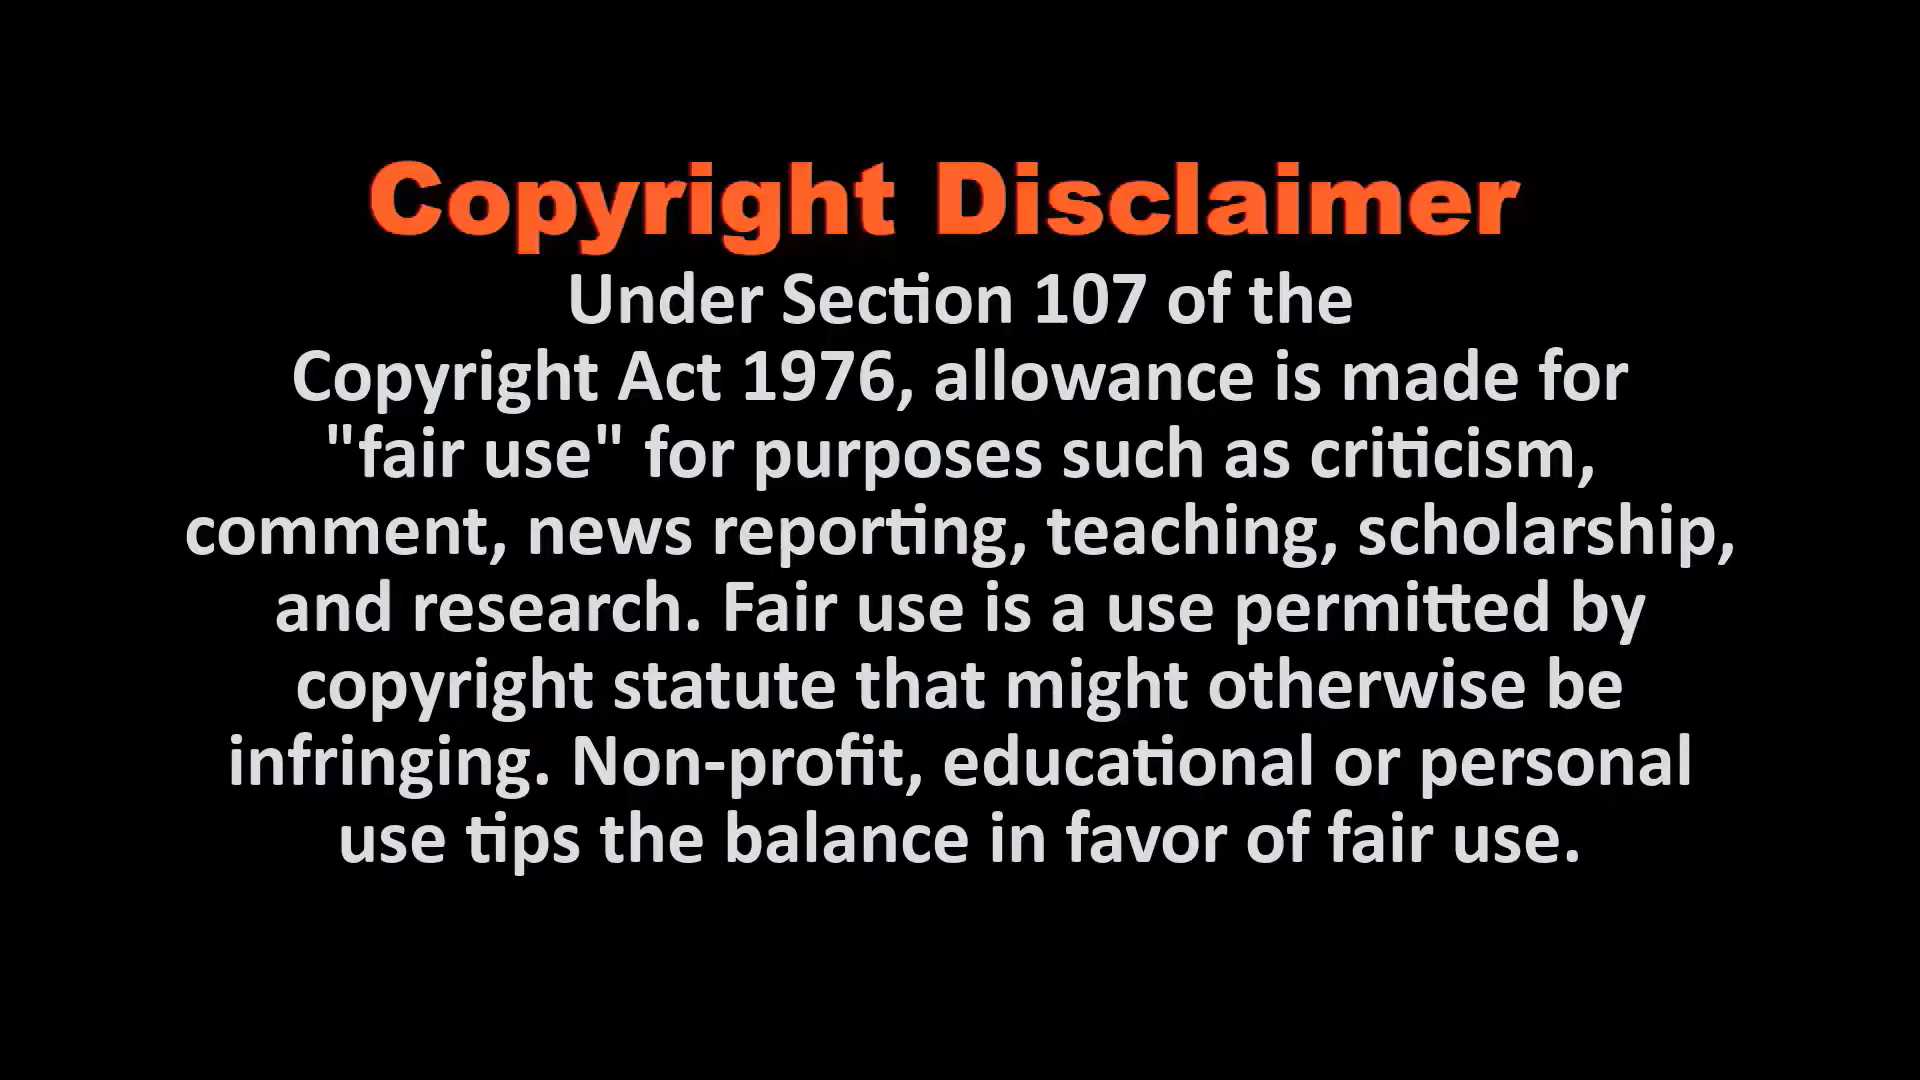 Copyright Disclaimer
Under Section 107 of the
Copyright Act 1976, allowance is made for
"fair use" for purposes such as criticism,
comment, news reporting, teaching, scholarship,
and research. Fair use is a use permitted by
copyright statute that might otherwise be
infringing. Non-profit, educational or personal
use tips the balance in favor of fair use.